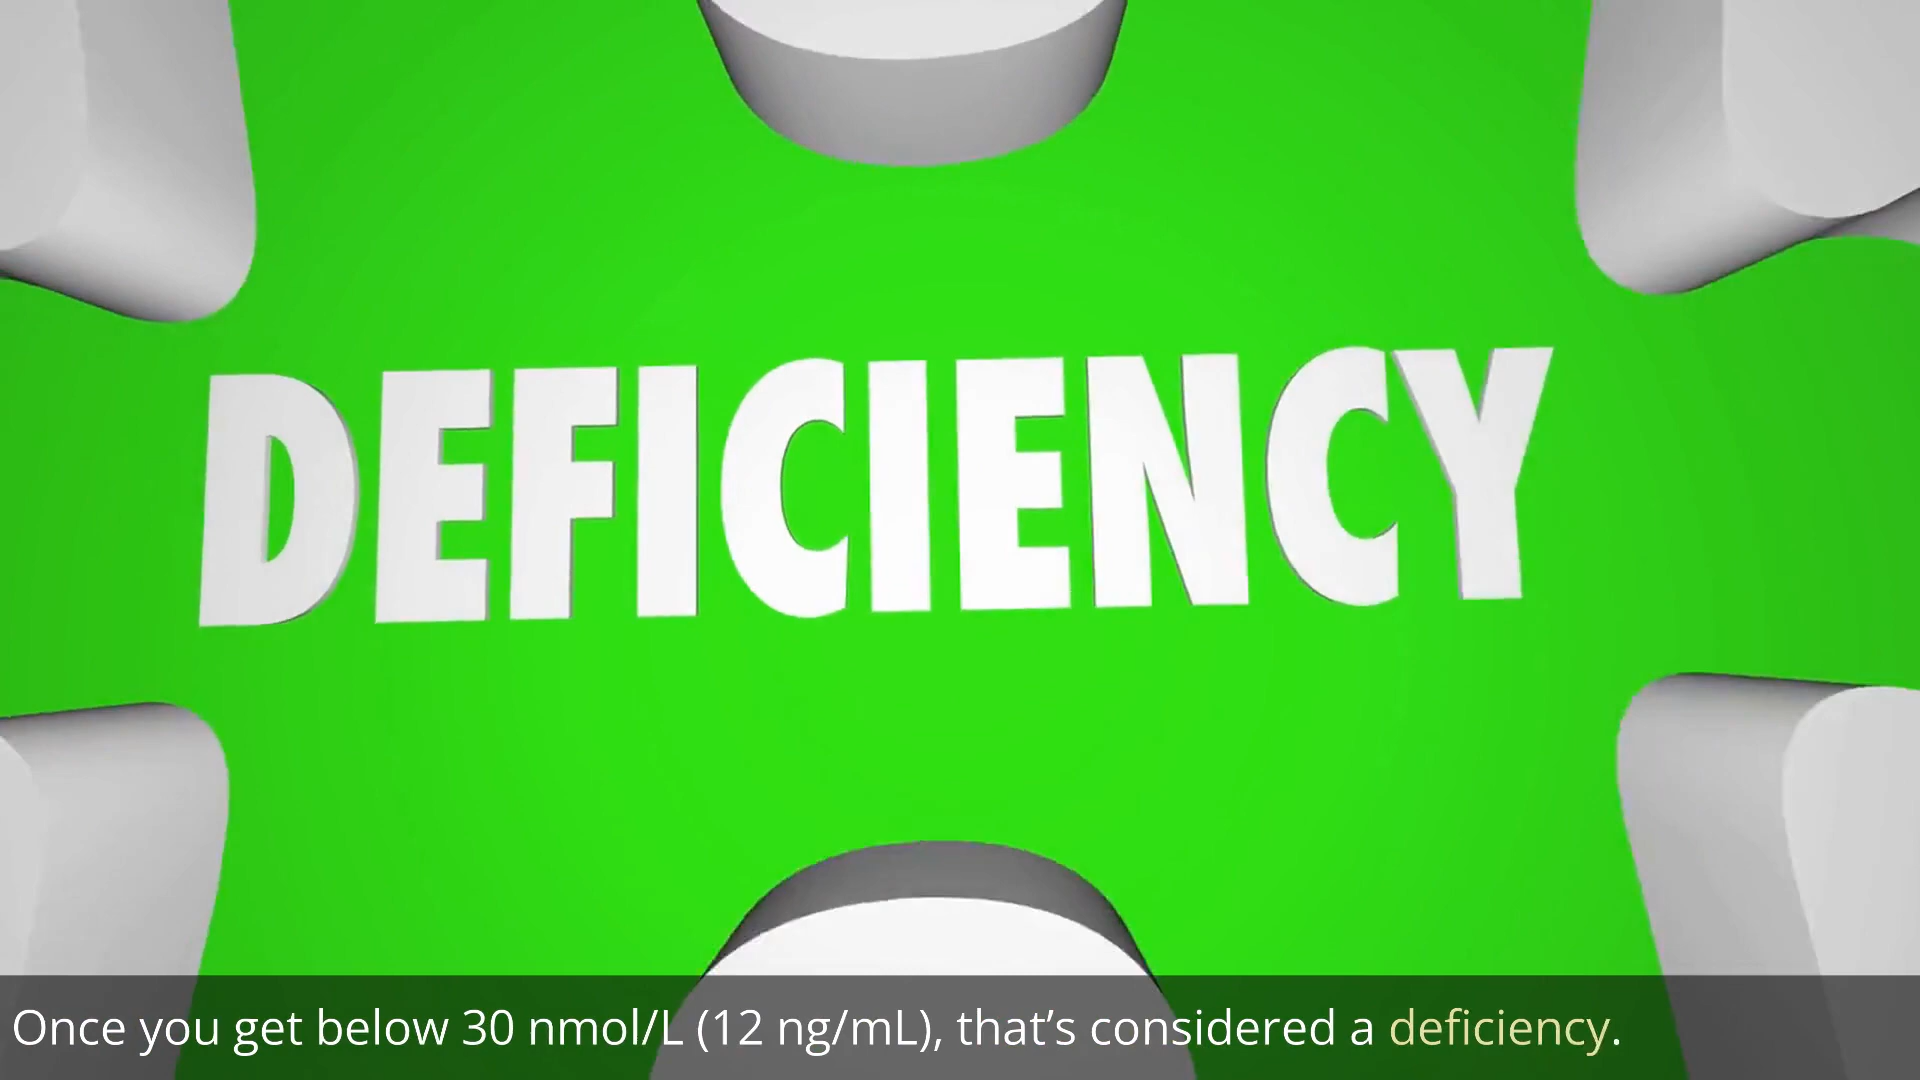 DEFICIENCY
Once you get below 30 nmol/L (12 ng/mL), that’s considered a deficiency.